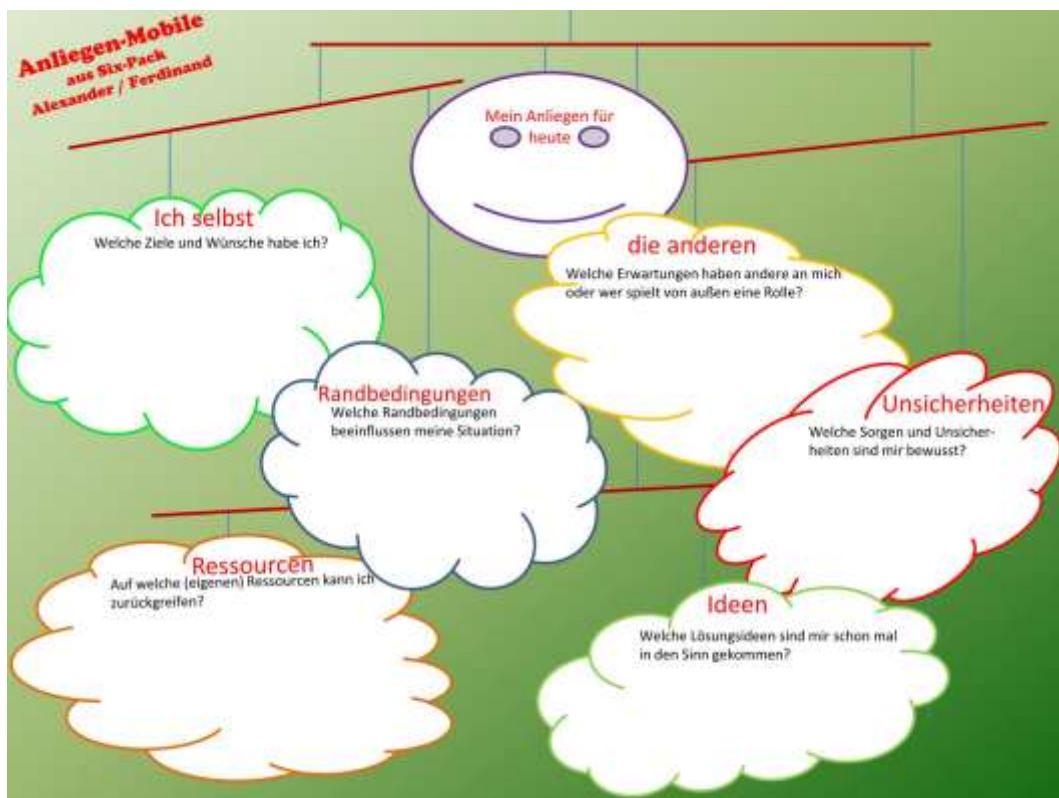 Anliegen-Mobile
aus Six-Pack
Alexander / Ferdinand
Mein Anliegen für
heute
Ich selbst
Welche Ziele und Wünsche habe ich?
die anderen
Welche Erwartungen haben andere an mich
oder wer spielt von außen eine Rolle?
Randbedingungen
Welche Randbedingungen
beeinflussen meine Situation?
Unsicherheiten
Welche Sorgen und Unsicher-
heiten sind mir bewusst?
Ressourcen
Auf welche (eigenen) Ressourcen kann ich
zurückgreifen?
Ideen
Welche Lösungsideen sind mir schon mal
in den Sinn gekommen?